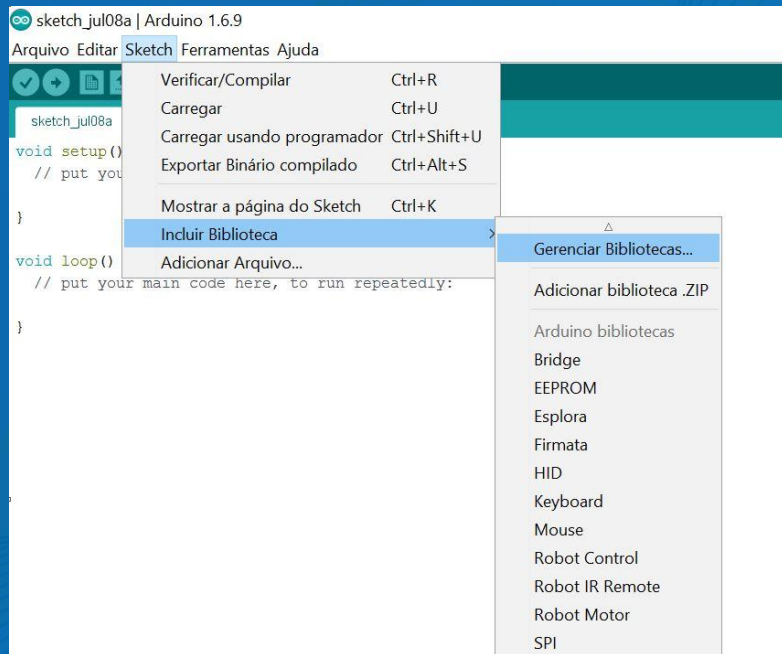 sketch_jul08a | Arduino 1.6.9
Arquivo Editar Sketch Ferramentas Ajuda
sketch_jul08a
void setup()
// put you
}
void loop()
// put your main code here, to run repeatedly:
}
Verificar/Compilar Ctrl+R
Carregar Ctrl+U
Carregar usando programador Ctrl+Shift+U
Exportar Binário compilado Ctrl+Alt+S
Mostrar a página do Sketch Ctrl+K
Incluir Biblioteca
Adicionar Arquivo...
Gerenciar Bibliotecas...
Adicionar biblioteca .ZIP
Arduino bibliotecas
Bridge
EEPROM
Esplora
Firmata
HID
Keyboard
Mouse
Robot Control
Robot IR Remote
Robot Motor
SPI